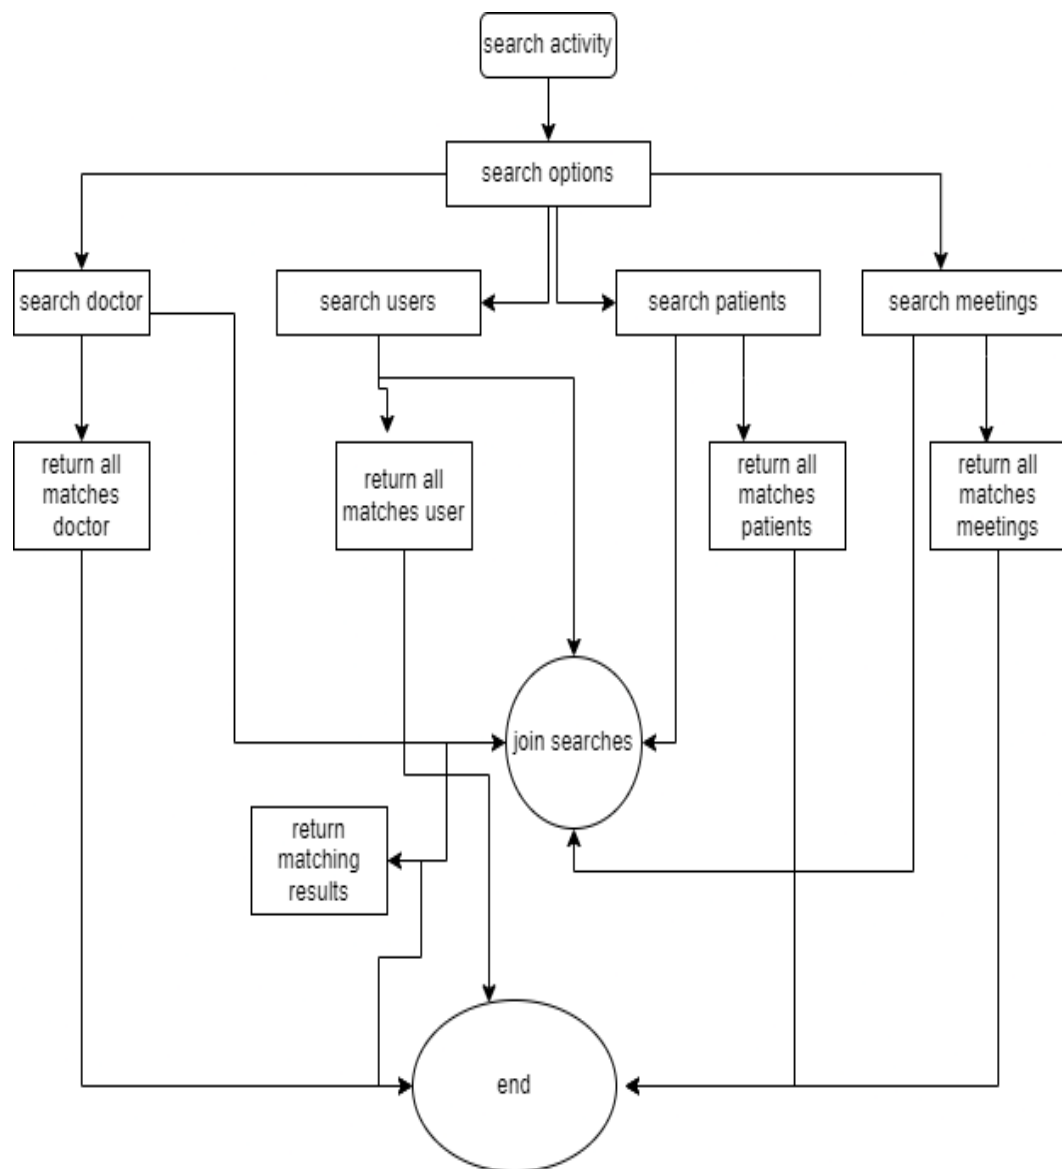 search activity
search options
search doctor
search users
search patients
search meetings
return all
matches
doctor
return all
matches user
return all
matches
patients
return all
matches
meetings
join searches
return
matching
results
end